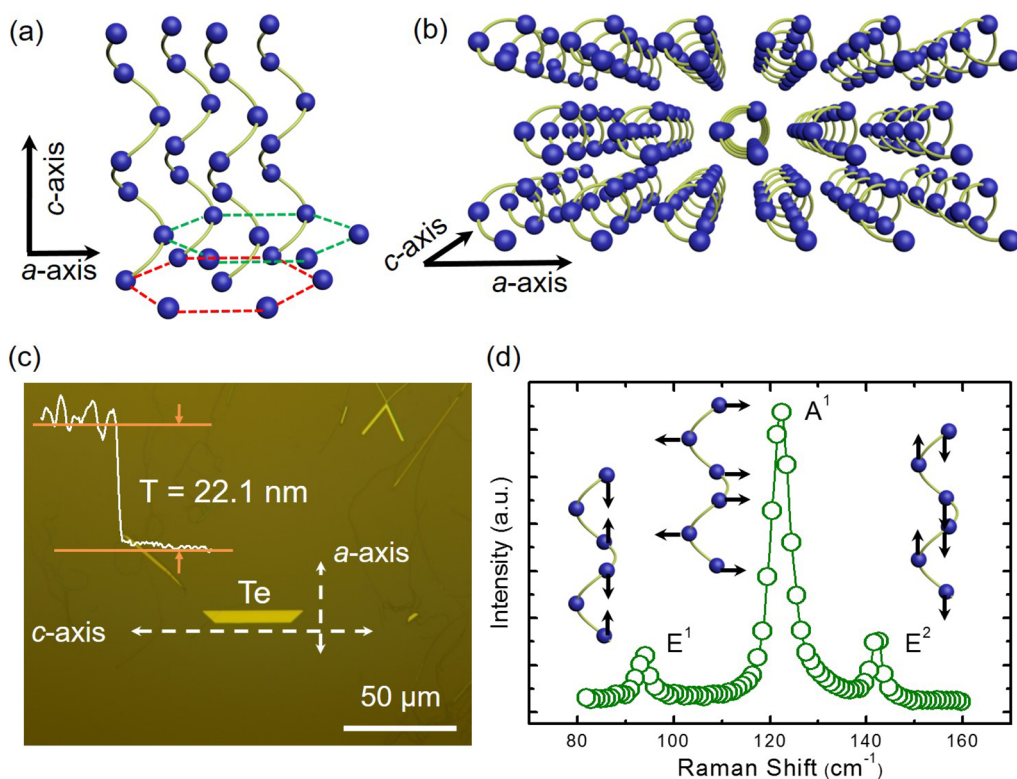 (a)
c-axis
a-axis
(b)
c-axis
a-axis
(c)
T = 22.1 nm
a-axis
Te
c-axis
50 μm
(d)
A¹
E¹
E²
Intensity (a.u.)
80 100 120 140 160
Raman Shift (cm-1)